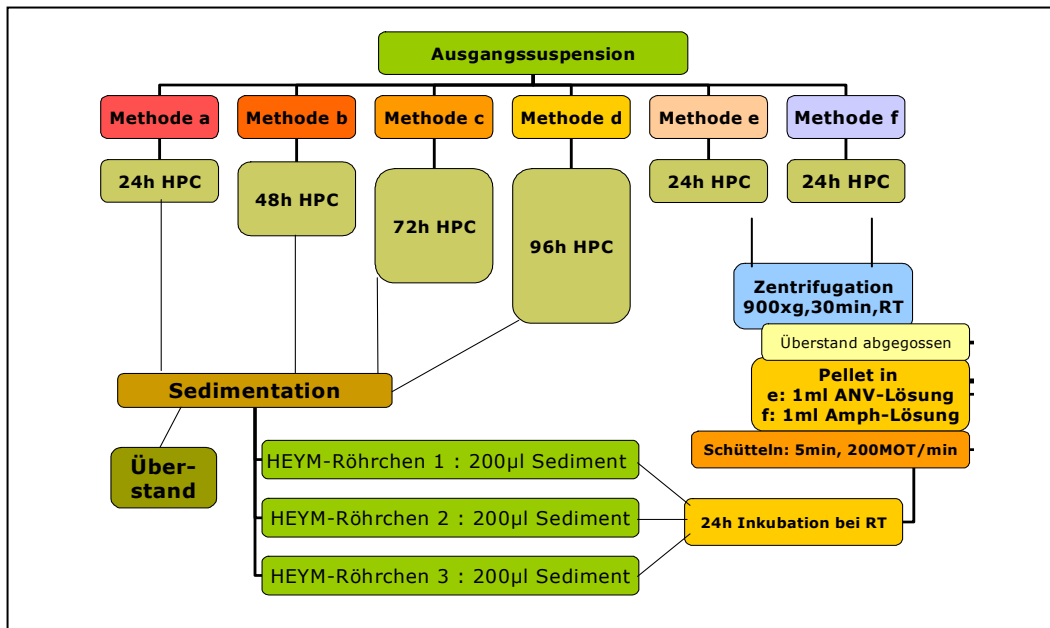 Ausgangssuspension
Methode a
Methode b
Methode c
Methode d
Methode e
Methode f
24h HPC
48h HPC
72h HPC
96h HPC
24h HPC
24h HPC
Zentrifugation
900xg,30min,RT
Überstand abgegossen
Pellet in
e: 1ml ANV-Lösung
f: 1ml Amph-Lösung
Schütteln: 5min, 200MOT/min
Sedimentation
Über-
stand
HEYM-Röhrchen 1 : 200µl Sediment
HEYM-Röhrchen 2 : 200µl Sediment
HEYM-Röhrchen 3 : 200µl Sediment
24h Inkubation bei RT